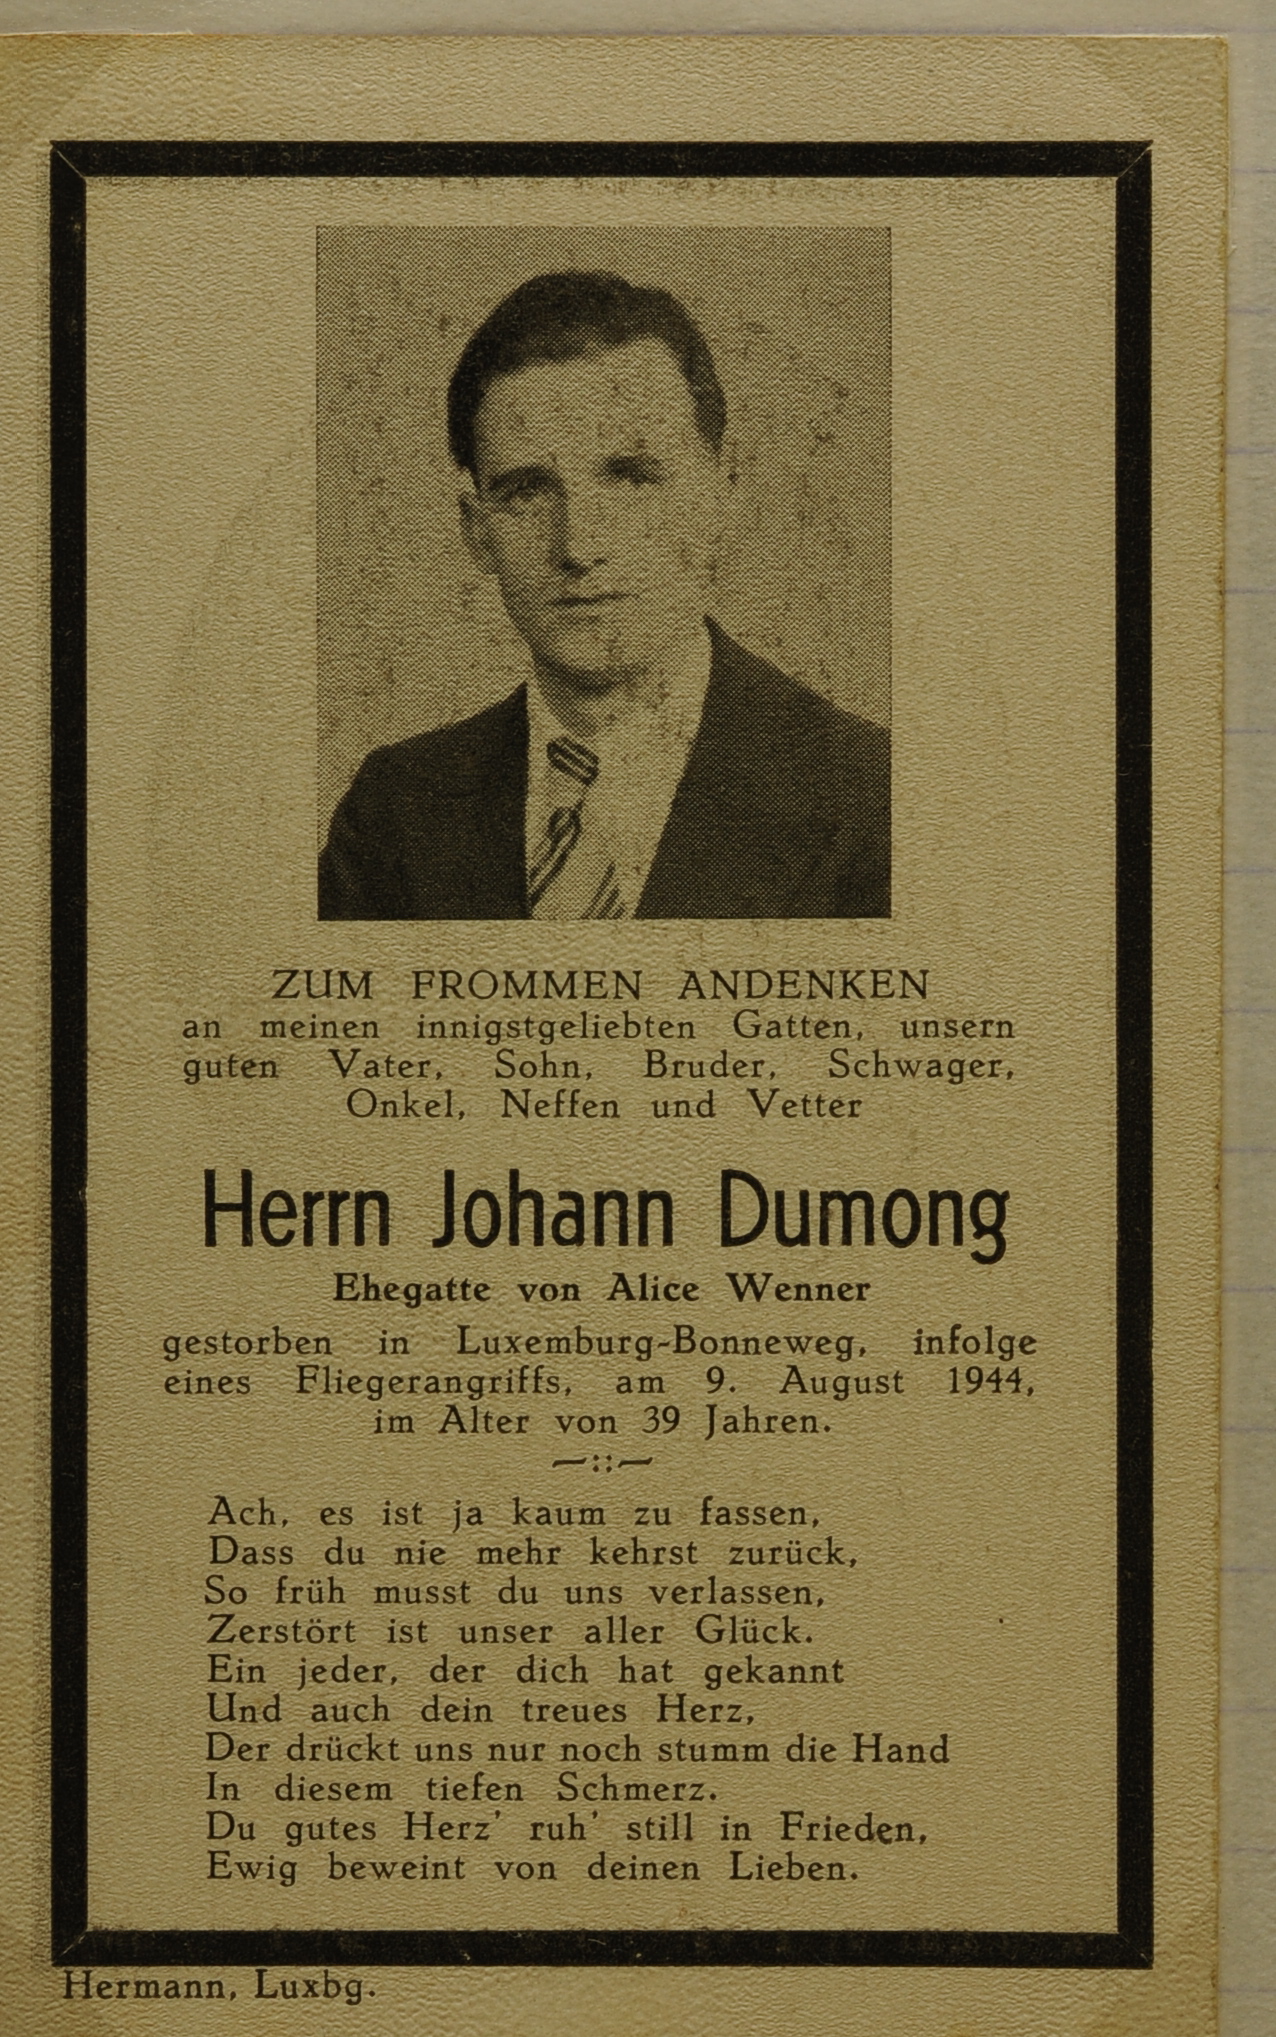 ZUM FROMMEN ANDENKEN
an meinen innigstgeliebten Gatten, unsern
guten Vater, Sohn, Bruder, Schwager,
Onkel, Neffen und Vetter
Herrn Johann Dumong
Ehegatte von Alice Wenner
gestorben in Luxemburg-Bonneweg, infolge
eines Fliegerangriffs, am 9. August 1944,
im Alter von 39 Jahren.
Ach, es ist ja kaum zu fassen,
Dass du nie mehr kehrst zurück,
So früh musst du uns verlassen,
Zerstört ist unser aller Glück.
Ein jeder, der dich hat gekannt
Und auch dein treues Herz,
Der drückt uns nur noch stumm die Hand
In diesem tiefen Schmerz.
Du gutes Herz' ruh' still in Frieden,
Ewig beweint von deinen Lieben.
Hermann, Luxbg.